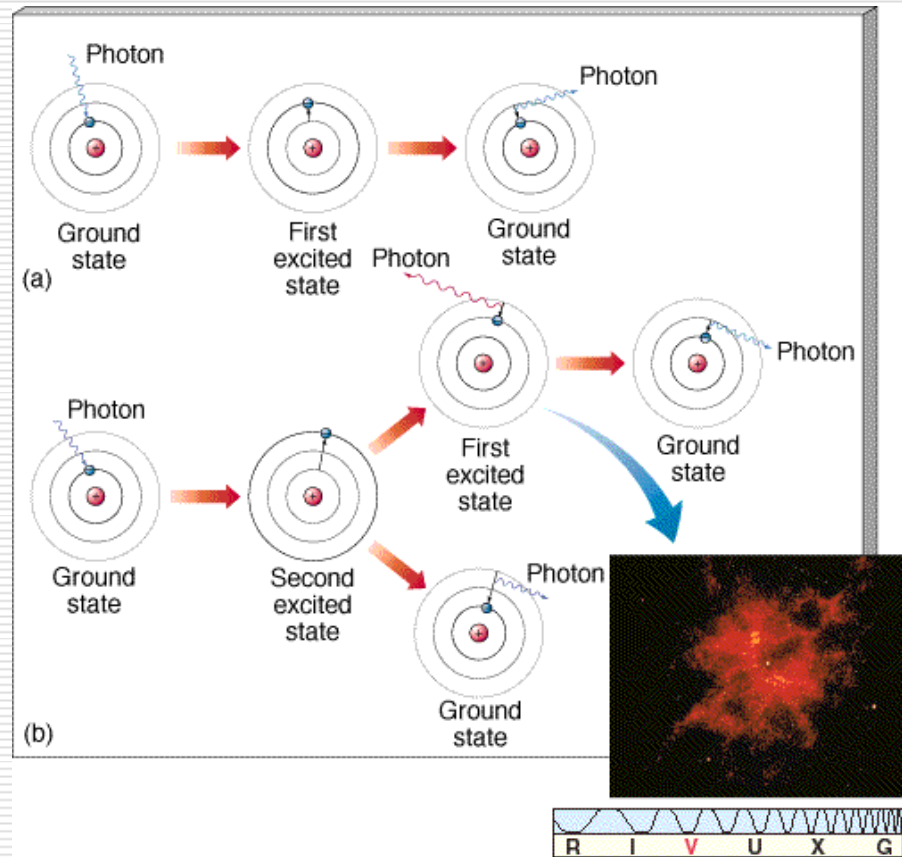 Photon
Photon
Ground
state
First
excited
state
Ground
state
(a)
Photon
Photon
Photon
First
excited
state
Ground
state
Ground
state
Second
excited
state
Photon
Ground
state
(b)
R I V U X G